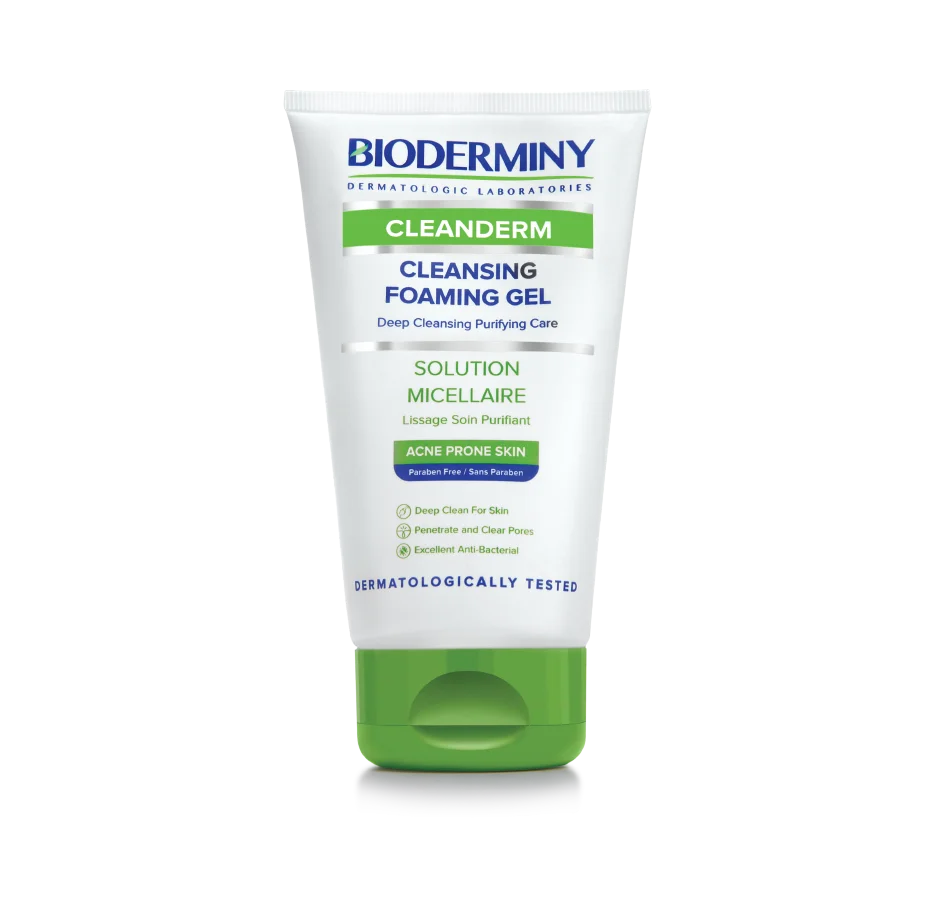 BIODERMINY
DERMATOLOGIC LABORATORIES
CLEANDERM
CLEANSING
FOAMING GEL
Deep Cleansing Purifying Care
SOLUTION
MICELLAIRE
Lissage Soin Purifiant
ACNE PRONE SKIN
Paraben Free / Sans Paraben
Deep Clean For Skin
Penetrate and Clear Pores
Excellent Anti-Bacterial
DERMATOLOGICALLY TESTED